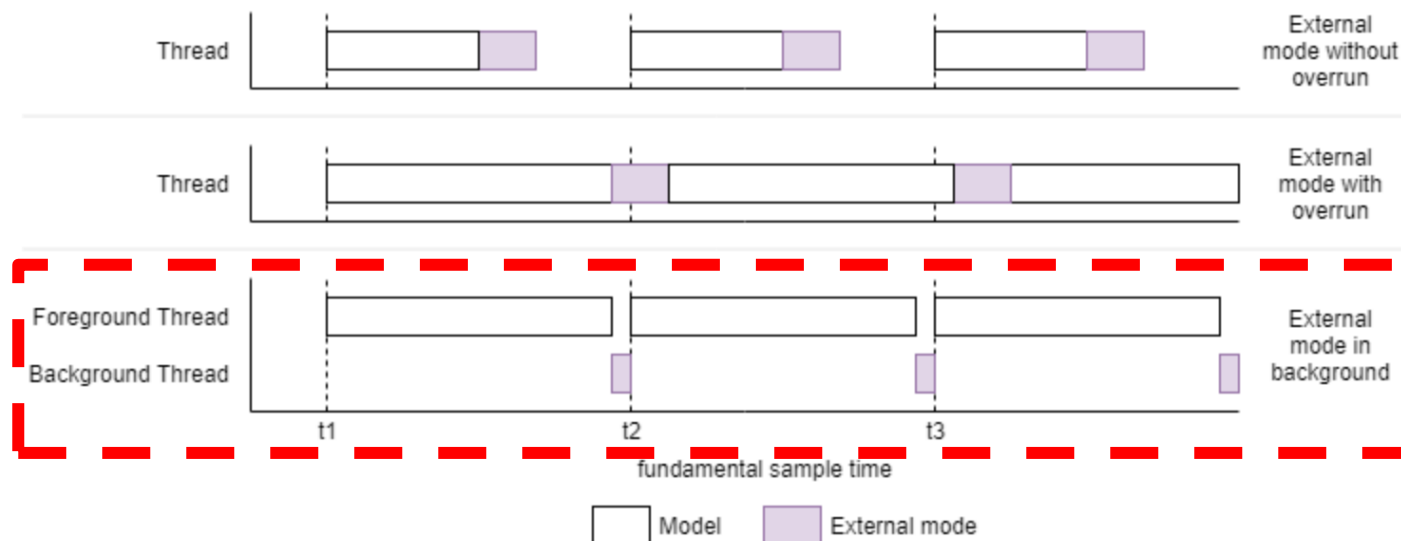 Thread
External
mode without
overrun
Thread
External
mode with
overrun
Foreground Thread
Background Thread
External
mode in
background
t1
t2
t3
fundamental sample time
Model
External mode